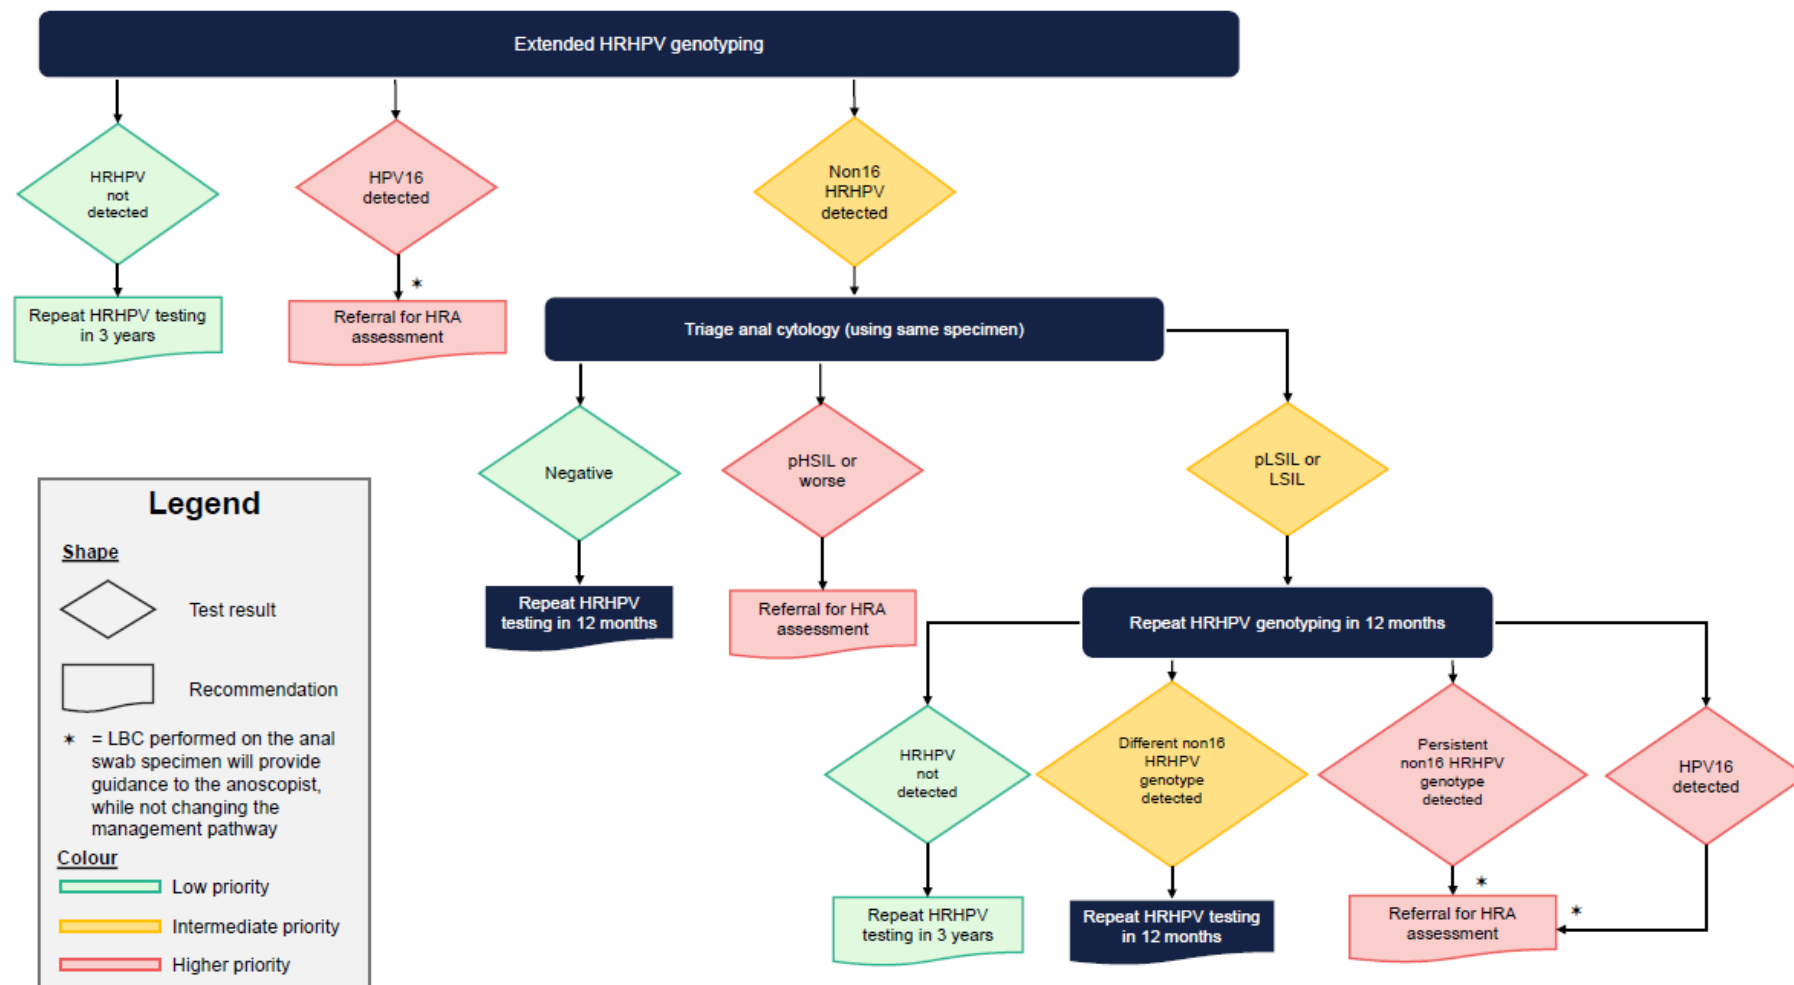 Extended HRHPV genotyping
HRHPV
not
detected
HPV16
detected
Non16
HRHPV
detected
Repeat HRHPV testing
in 3 years
*
Referral for HRA
assessment
Triage anal cytology (using same specimen)
Negative
pHSIL or
worse
pLSIL or
LSIL
Repeat HRHPV
testing in 12 months
Referral for HRA
assessment
Repeat HRHPV genotyping in 12 months
HRHPV
not
detected
Different non16
HRHPV
genotype
detected
Persistent
non16 HRHPV
genotype
detected
HPV16
detected
Repeat HRHPV
testing in 3 years
Repeat HRHPV testing
in 12 months
*
Referral for HRA
assessment
*
Legend
Shape
Test result
Recommendation
* = LBC performed on the anal
swab specimen will provide
guidance to the anoscopist,
while not changing the
management pathway
Colour
Low priority
Intermediate priority
Higher priority